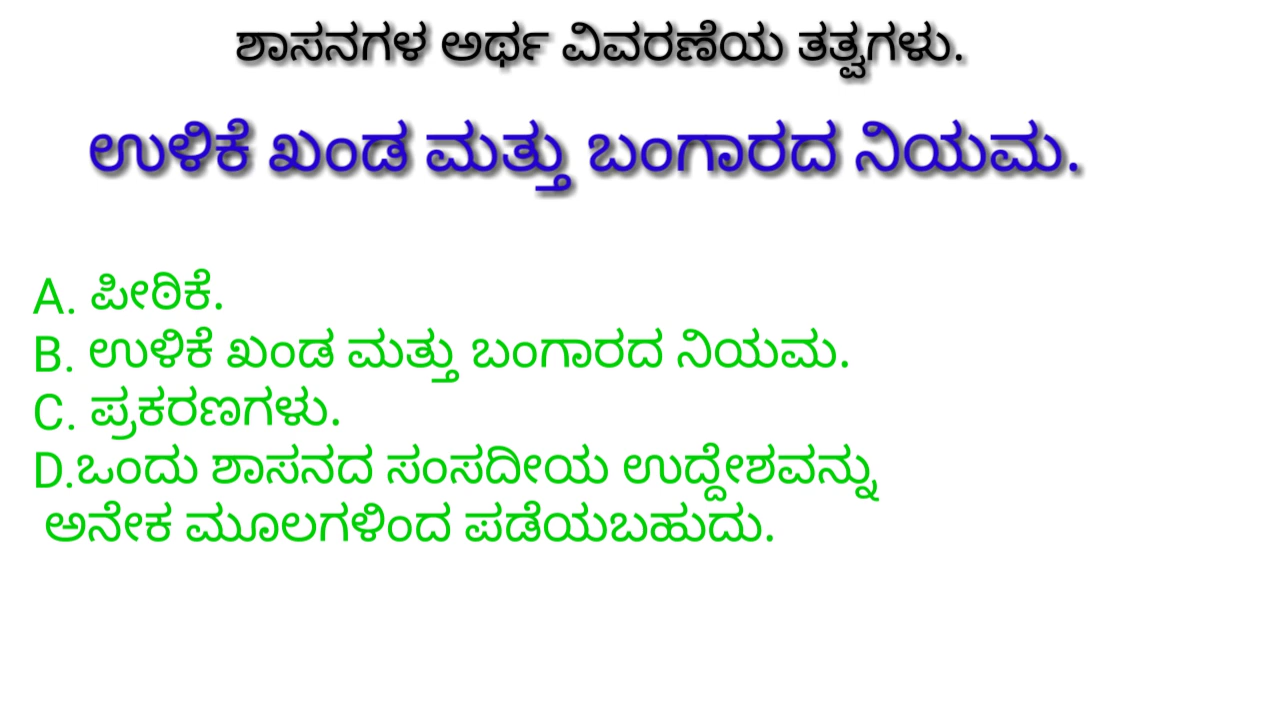 ಶಾಸನಗಳ ಅರ್ಥ ವಿವರಣೆಯ ತತ್ವಗಳು.
ಉಳಿಕೆ ಖಂಡ ಮತ್ತು ಬಂಗಾರದ ನಿಯಮ.
A. ಪೀಠಿಕೆ.
B. ಉಳಿಕೆ ಖಂಡ ಮತ್ತು ಬಂಗಾರದ ನಿಯಮ.
C. ಪ್ರಕರಣಗಳು.
D.ಒಂದು ಶಾಸನದ ಸಂಸದೀಯ ಉದ್ದೇಶವನ್ನು
ಅನೇಕ ಮೂಲಗಳಿಂದ ಪಡೆಯಬಹುದು.